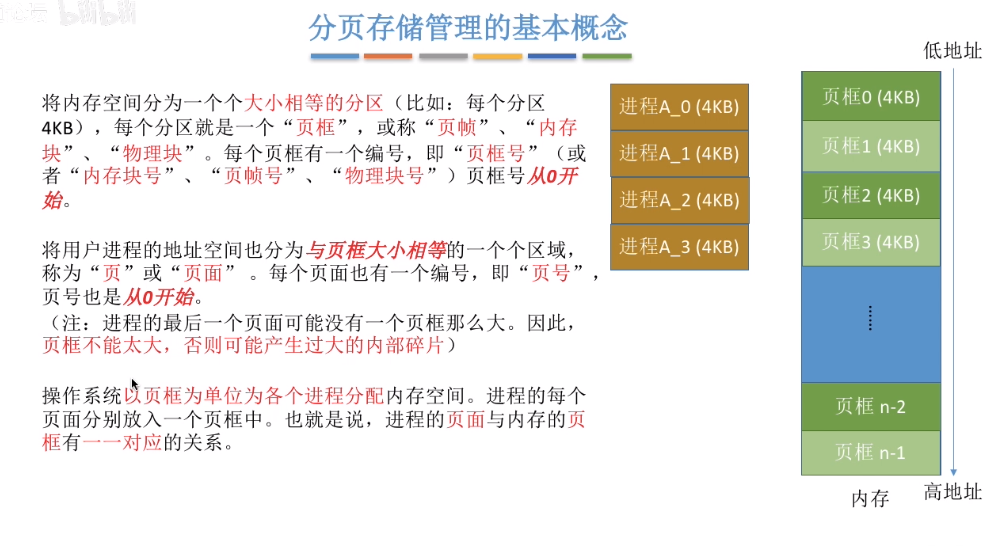 bilibili
分页存储管理的基本概念
将内存空间分为一个个大小相等的分区（比如：每个分区
4KB），每个分区就是一个“页框”，或称“页帧”、“内存
块”、“物理块”。每个页框有一个编号，即“页框号”（或
者“内存块号”、“页帧号”、“物理块号”）页框号从0开
始。
将用户进程的地址空间也分为与页框大小相等的一个个区域，
称为“页”或“页面” 。每个页面也有一个编号，即“页号”，
页号也是从0开始。
（注：进程的最后一个页面可能没有一个页框那么大。因此，
页框不能太大，否则可能产生过大的内部碎片）
操作系统以页框为单位为各个进程分配内存空间。进程的每个
页面分别放入一个页框中。也就是说，进程的页面与内存的页
框有一一对应的关系。
进程A_0 (4KB)
进程A_1 (4KB)
进程A_2 (4KB)
进程A_3 (4KB)
低地址
页框0 (4KB)
页框1 (4KB)
页框2 (4KB)
页框3 (4KB)
......
页框 n-2
页框 n-1
内存
高地址